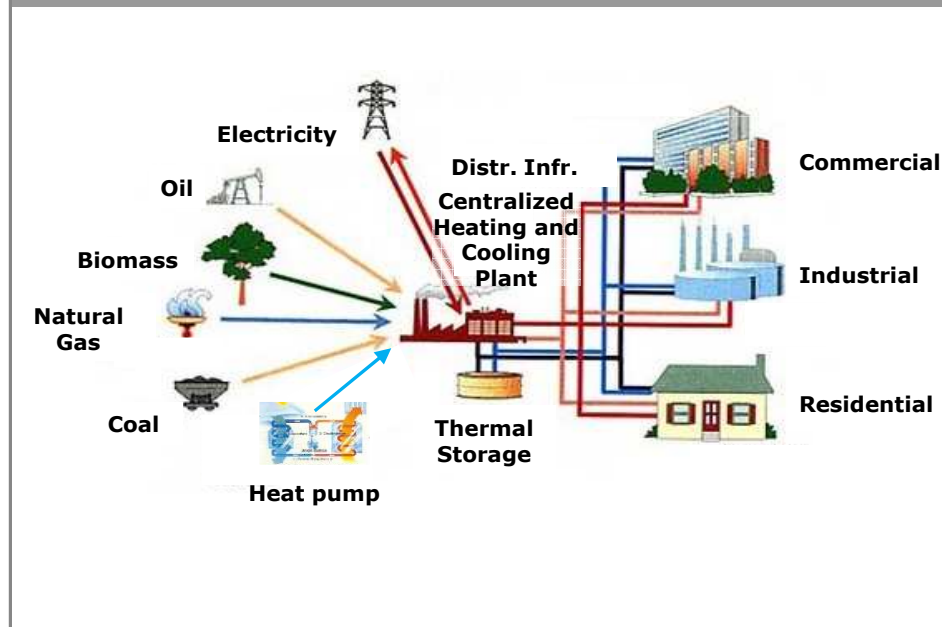 Electricity
Oil
Biomass
Natural
Gas
Coal
Heat pump
Distr. Infr.
Centralized
Heating and
Cooling
Plant
Thermal
Storage
Commercial
Industrial
Residential